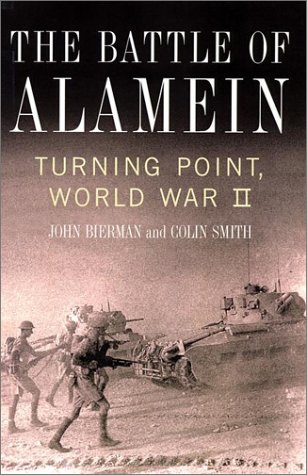 THE BATTLE OF
ALAMEIN
TURNING POINT,
WORLD WAR II
JOHN BIERMAN and COLIN SMITH